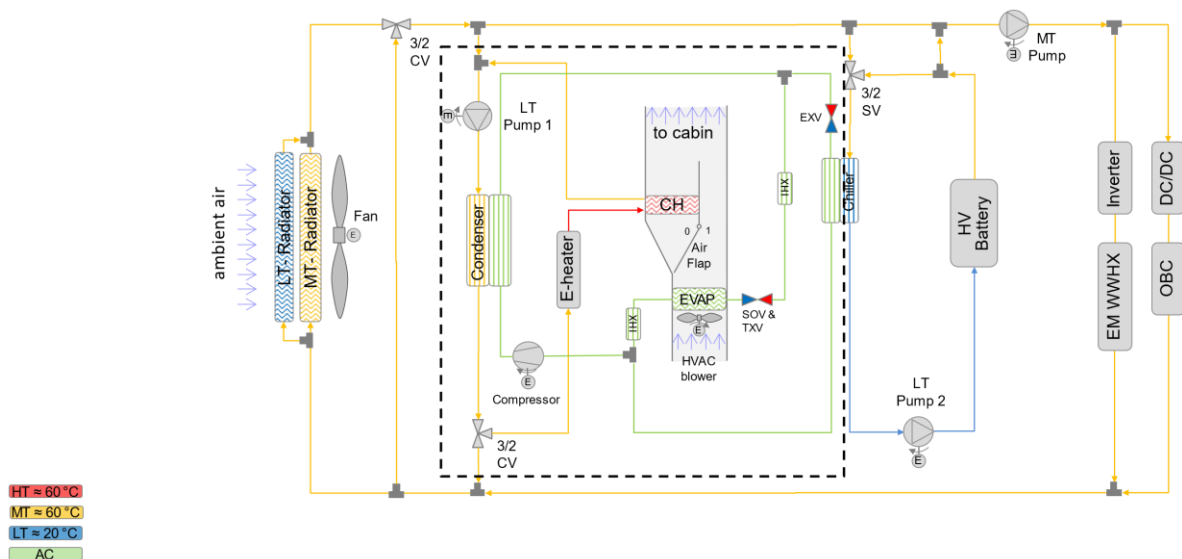 3/2
CV
MT
Pump
LT
Pump 1
m
m
3/2
SV
EXV
to cabin
ambient air
LT- Radiator
MT- Radiator
Fan
E
Condenser
E-heater
CH
0
1
Air
Flap
IHX
Chiller
HV
Battery
Inverter
DC/DC
EM WWHX
OBC
EVAP
E
SOV &
TXV
IHX
HVAC
blower
E
Compressor
LT
Pump 2
E
3/2
CV
HT ≈ 60 °C
MT ≈ 60 °C
LT ≈ 20 °C
AC